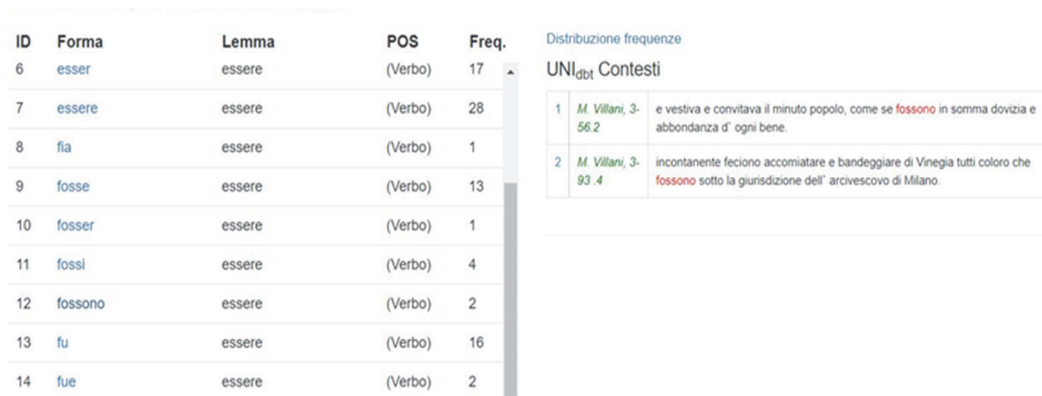 ID Forma Lemma POS Freq.
6 esser essere (Verbo) 17
7 essere essere (Verbo) 28
8 fia essere (Verbo) 1
9 fosse essere (Verbo) 13
10 fosser essere (Verbo) 1
11 fossi essere (Verbo) 4
12 fossono essere (Verbo) 2
13 fu essere (Verbo) 16
14 fue essere (Verbo) 2
Distribuzione frequenze
UNIdbt Contesti
1 M. Villani, 3- e vestiva e convitava il minuto popolo, come se fossono in somma dovizia e
56.2 abbondanza d' ogni bene.
2 M. Villani, 3- incontanente feciono accomiatare e bandeggiare di Vinegia tutti coloro che
93 .4 fossono sotto la giurisdizione dell' arcivescovo di Milano.